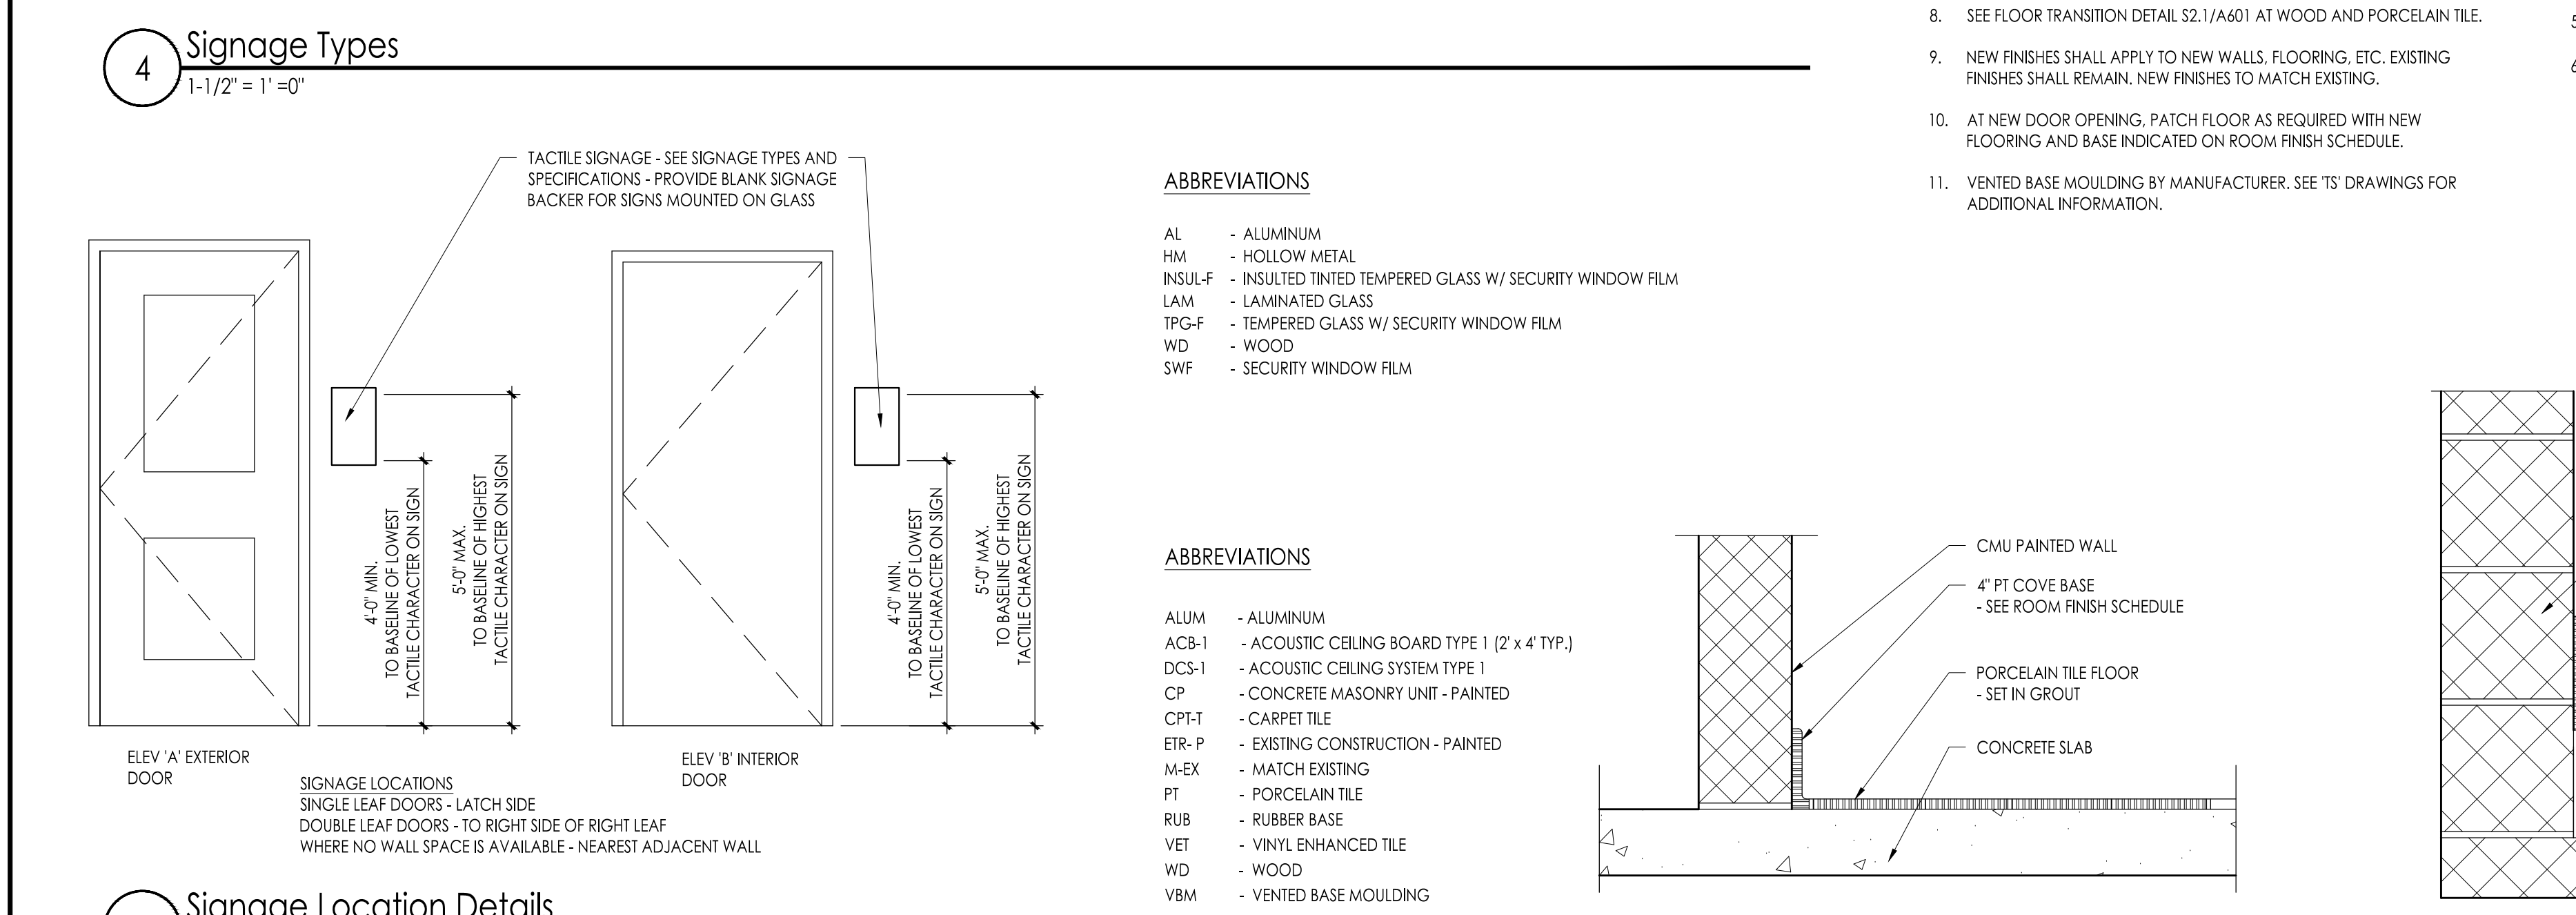 4
Signage Types
1-1/2" = 1' =0"
TACTILE SIGNAGE - SEE SIGNAGE TYPES AND
SPECIFICATIONS - PROVIDE BLANK SIGNAGE
BACKER FOR SIGNS MOUNTED ON GLASS
4'-0" MIN.
TO BASELINE OF LOWEST
TACTILE CHARACTER ON SIGN
5'-0" MAX.
TO BASELINE OF HIGHEST
TACTILE CHARACTER ON SIGN
4'-0" MIN.
TO BASELINE OF LOWEST
TACTILE CHARACTER ON SIGN
5'-0" MAX.
TO BASELINE OF HIGHEST
TACTILE CHARACTER ON SIGN
ELEV 'A' EXTERIOR
DOOR
ELEV 'B' INTERIOR
DOOR
SIGNAGE LOCATIONS
SINGLE LEAF DOORS - LATCH SIDE
DOUBLE LEAF DOORS - TO RIGHT SIDE OF RIGHT LEAF
WHERE NO WALL SPACE IS AVAILABLE - NEAREST ADJACENT WALL
Signage Location Details
ABBREVIATIONS
AL - ALUMINUM
HM - HOLLOW METAL
INSUL-F - INSULTED TINTED TEMPERED GLASS W/ SECURITY WINDOW FILM
LAM - LAMINATED GLASS
TPG-F - TEMPERED GLASS W/ SECURITY WINDOW FILM
WD - WOOD
SWF - SECURITY WINDOW FILM
ABBREVIATIONS
ALUM - ALUMINUM
ACB-1 - ACOUSTIC CEILING BOARD TYPE 1 (2' x 4' TYP.)
DCS-1 - ACOUSTIC CEILING SYSTEM TYPE 1
CP - CONCRETE MASONRY UNIT - PAINTED
CPT-T - CARPET TILE
ETR- P - EXISTING CONSTRUCTION - PAINTED
M-EX - MATCH EXISTING
PT - PORCELAIN TILE
RUB - RUBBER BASE
VET - VINYL ENHANCED TILE
WD - WOOD
VBM - VENTED BASE MOULDING
8. SEE FLOOR TRANSITION DETAIL S2.1/A601 AT WOOD AND PORCELAIN TILE.
9. NEW FINISHES SHALL APPLY TO NEW WALLS, FLOORING, ETC. EXISTING
FINISHES SHALL REMAIN. NEW FINISHES TO MATCH EXISTING.
10. AT NEW DOOR OPENING, PATCH FLOOR AS REQUIRED WITH NEW
FLOORING AND BASE INDICATED ON ROOM FINISH SCHEDULE.
11. VENTED BASE MOULDING BY MANUFACTURER. SEE 'TS' DRAWINGS FOR
ADDITIONAL INFORMATION.
CMU PAINTED WALL
4" PT COVE BASE
- SEE ROOM FINISH SCHEDULE
PORCELAIN TILE FLOOR
- SET IN GROUT
CONCRETE SLAB